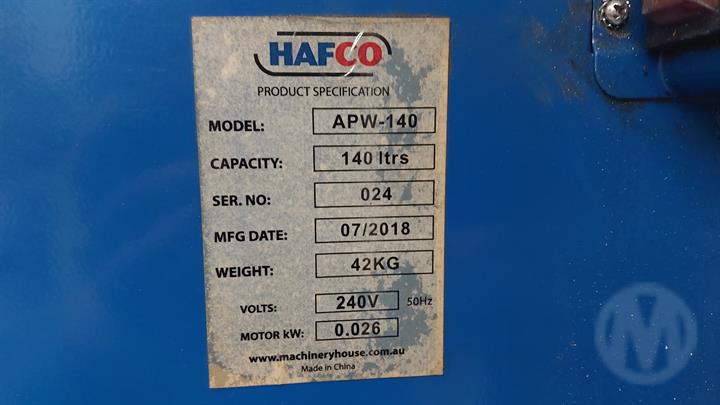 HAFCO
PRODUCT SPECIFICATION
MODEL: APW-140
CAPACITY: 140 ltrs
SER. NO: 024
MFG DATE: 07/2018
WEIGHT: 42KG
VOLTS: 240V 50Hz
MOTOR kW: 0.026
www.machineryhouse.com.au
Made in China